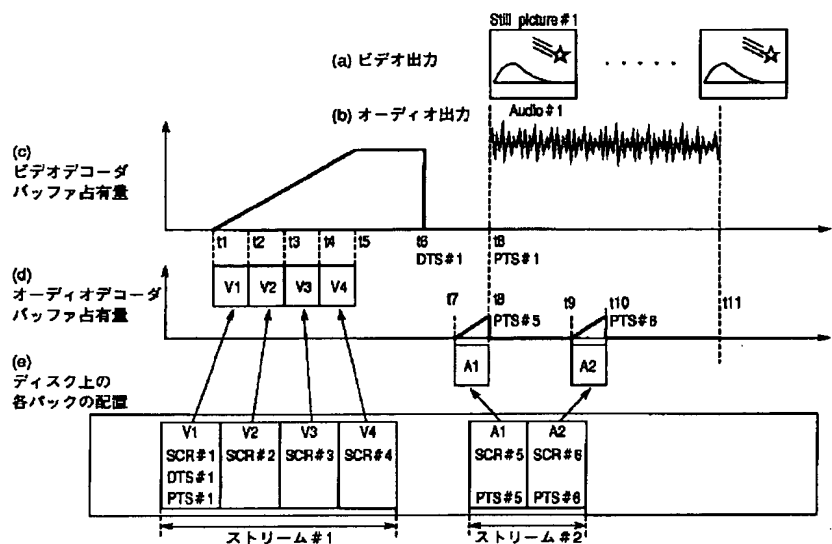 Still picture #1
(a) ビデオ出力
(b) オーディオ出力
Audio #1
(c)
ビデオデコーダ
バッファ占有量
t1 t2 t3 t4 t5 t6 t8
DTS#1 PTS#1
V1 V2 V3 V4
(d)
オーディオデコーダ
バッファ占有量
t7 t8 t9 t10 t11
PTS#5 PTS#6
A1 A2
(e)
ディスク上の
各パックの配置
V1 V2 V3 V4 A1 A2
SCR#1 SCR#2 SCR#3 SCR#4 SCR#5 SCR#6
DTS#1
PTS#1 PTS#5 PTS#6
ストリーム#1 ストリーム#2